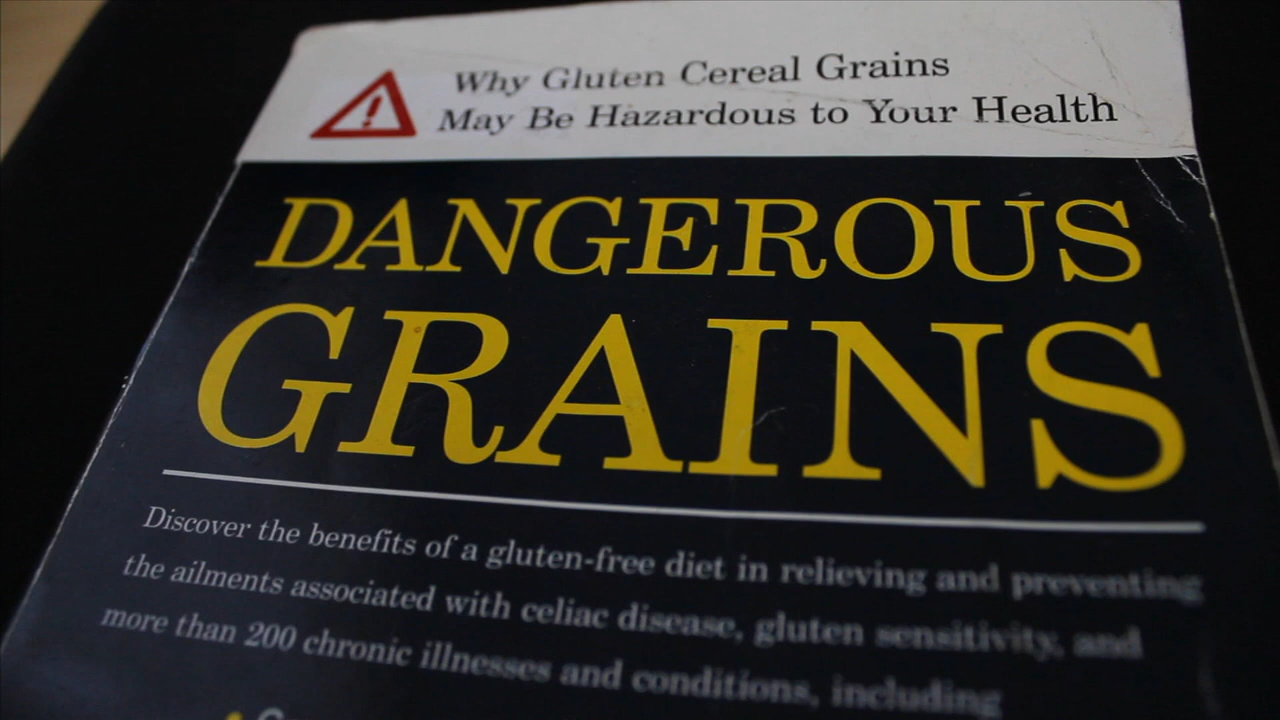 Why Gluten Cereal Grains
May Be Hazardous to Your Health
DANGEROUS
GRAINS
Discover the benefits of a gluten-free diet in relieving and preventing
the ailments associated with celiac disease, gluten sensitivity, and
more than 200 chronic illnesses and conditions, including